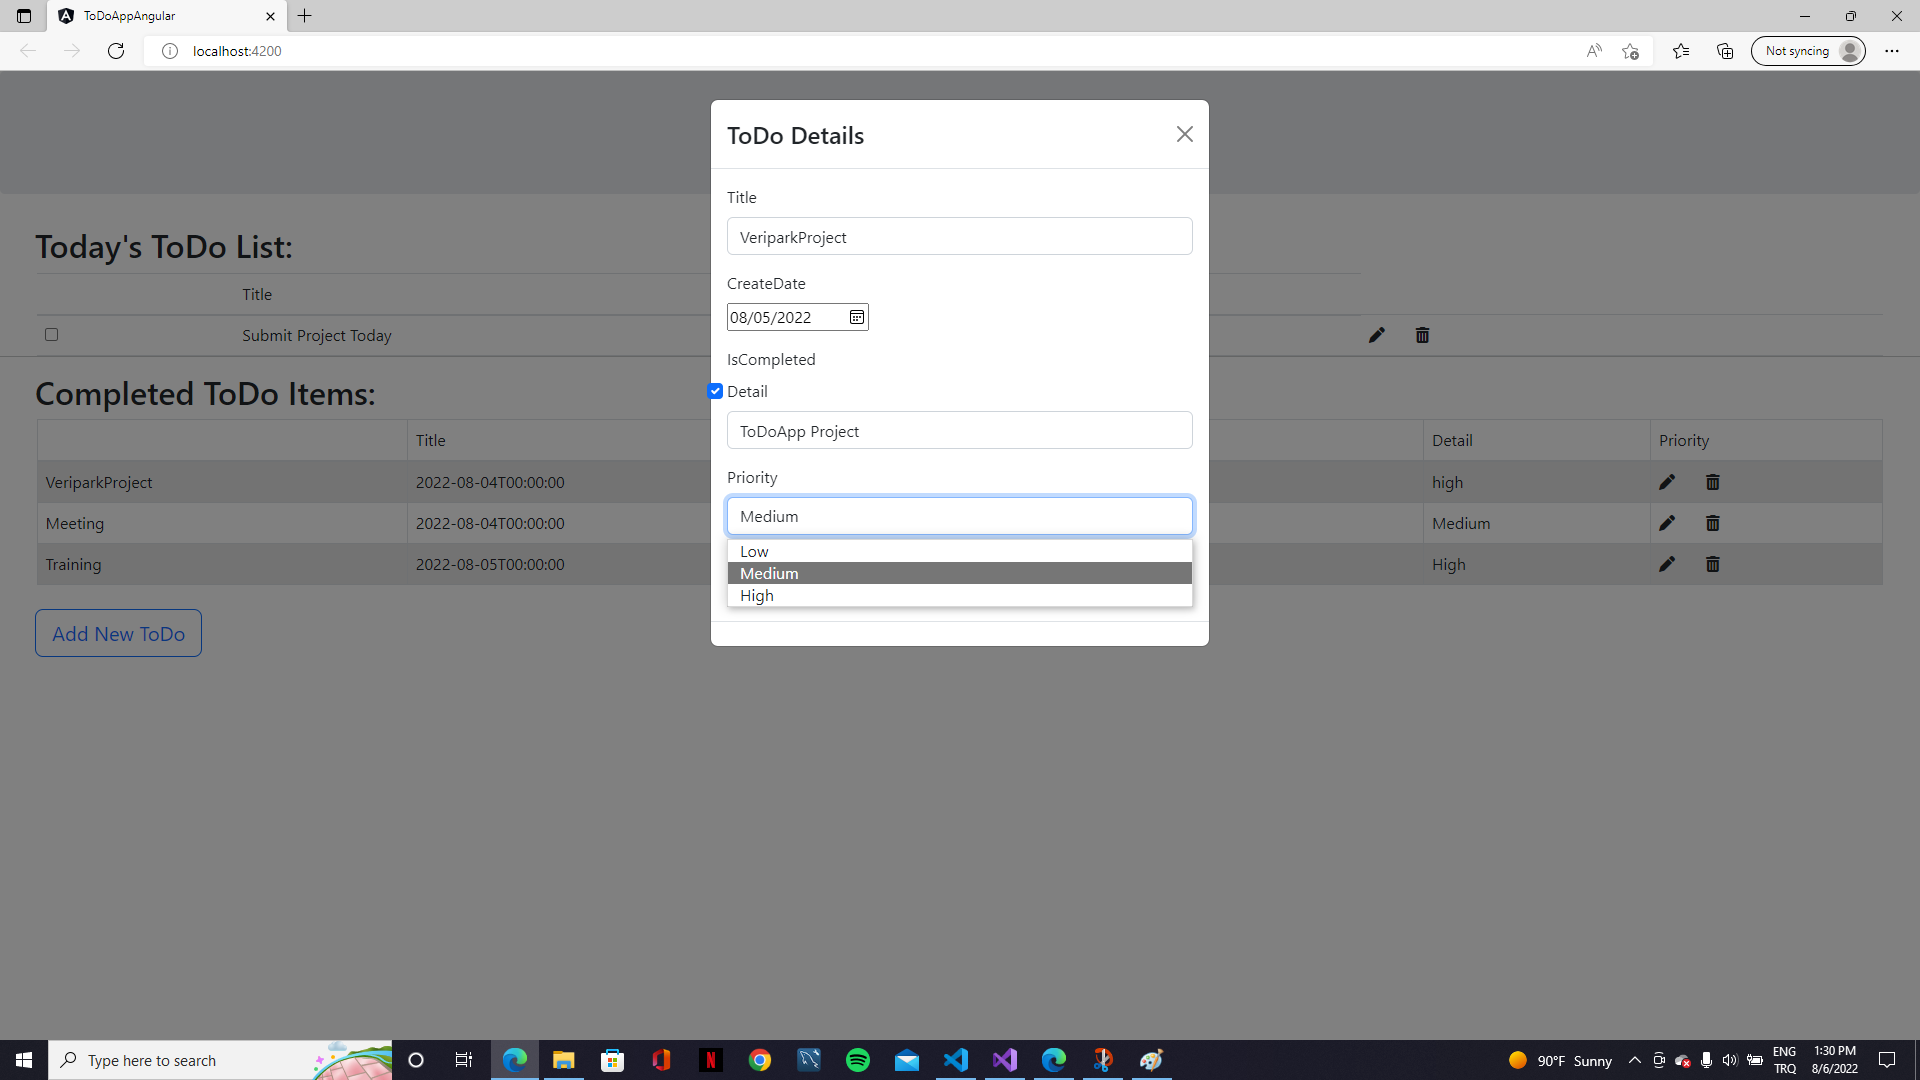 ToDoAppAngular
localhost:4200
Not syncing
ToDo Details
Title
VeriparkProject
CreateDate
08/05/2022
IsCompleted
Detail
ToDoApp Project
Priority
Medium
Low
Medium
High
Today's ToDo List:
Title
Submit Project Today
Completed ToDo Items:
Title Detail Priority
VeriparkProject 2022-08-04T00:00:00 high
Meeting 2022-08-04T00:00:00 Medium
Training 2022-08-05T00:00:00 High
Add New ToDo
Type here to search
90°F Sunny
ENG
TRQ
1:30 PM
8/6/2022